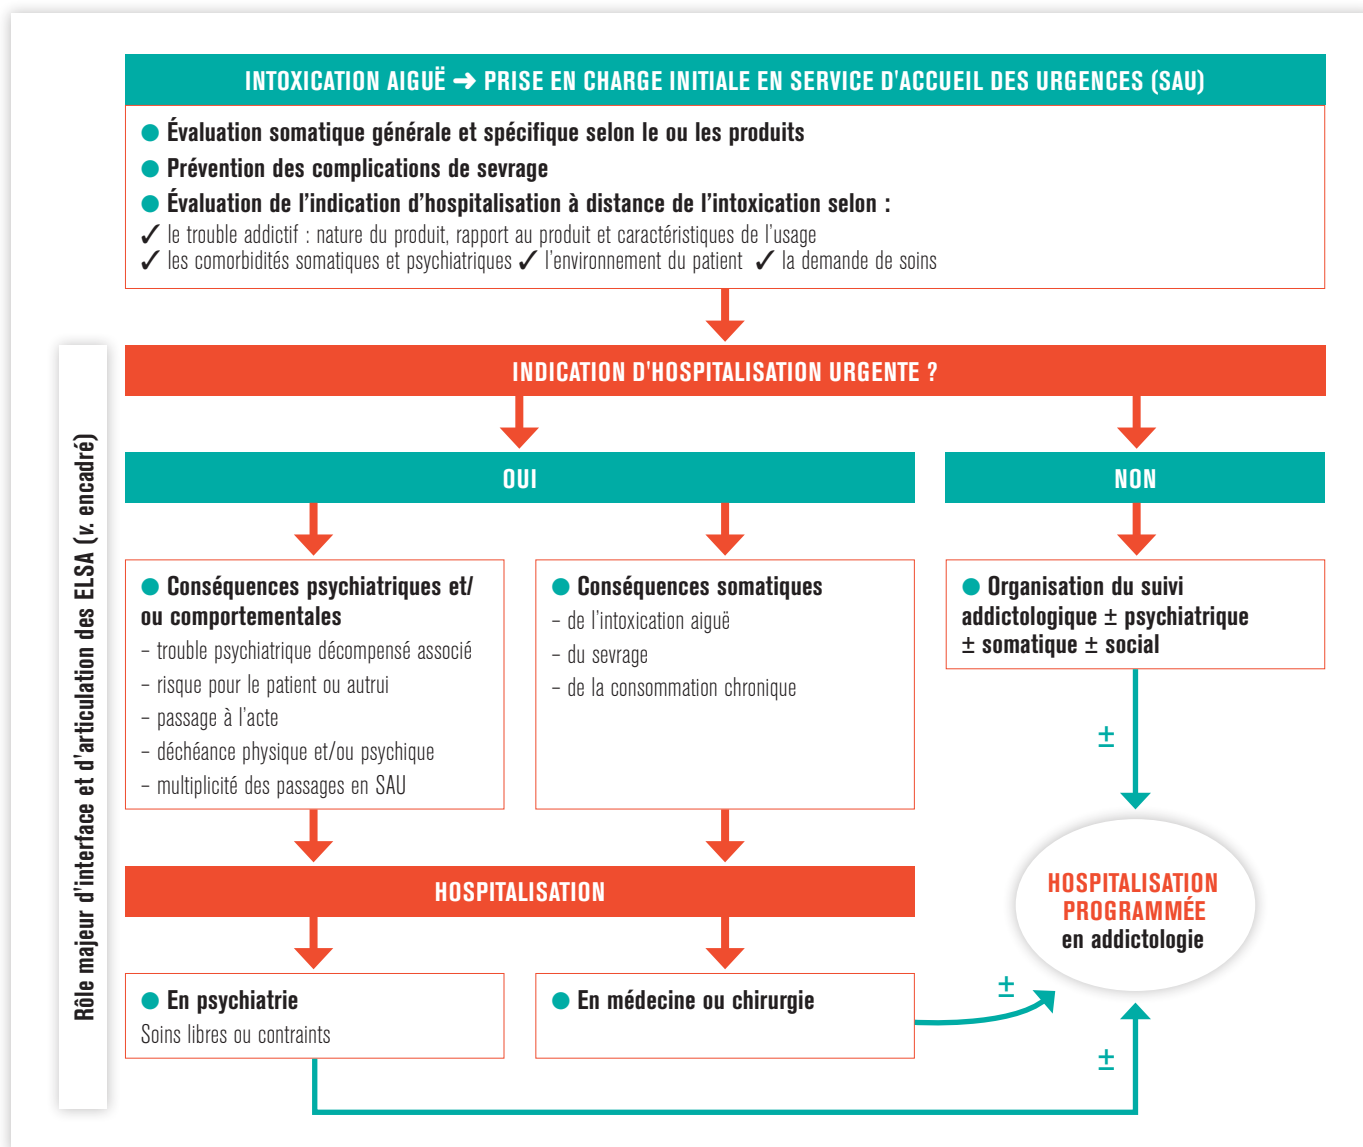 INTOXICATION AIGUË ➜ PRISE EN CHARGE INITIALE EN SERVICE D'ACCUEIL DES URGENCES (SAU)
● Évaluation somatique générale et spécifique selon le ou les produits
● Prévention des complications de sevrage
● Évaluation de l’indication d’hospitalisation à distance de l’intoxication selon :
✓ le trouble addictif : nature du produit, rapport au produit et caractéristiques de l’usage
✓ les comorbidités somatiques et psychiatriques ✓ l’environnement du patient ✓ la demande de soins
Rôle majeur d’interface et d’articulation des ELSA (v. encadré)
INDICATION D'HOSPITALISATION URGENTE ?
OUI
NON
● Conséquences psychiatriques et/
ou comportementales
– trouble psychiatrique décompensé associé
– risque pour le patient ou autrui
– passage à l’acte
– déchéance physique et/ou psychique
– multiplicité des passages en SAU
● Conséquences somatiques
– de l’intoxication aiguë
– du sevrage
– de la consommation chronique
● Organisation du suivi
addictologique ± psychiatrique
± somatique ± social
±
HOSPITALISATION
HOSPITALISATION
PROGRAMMÉE
en addictologie
● En psychiatrie
Soins libres ou contraints
● En médecine ou chirurgie
±
±